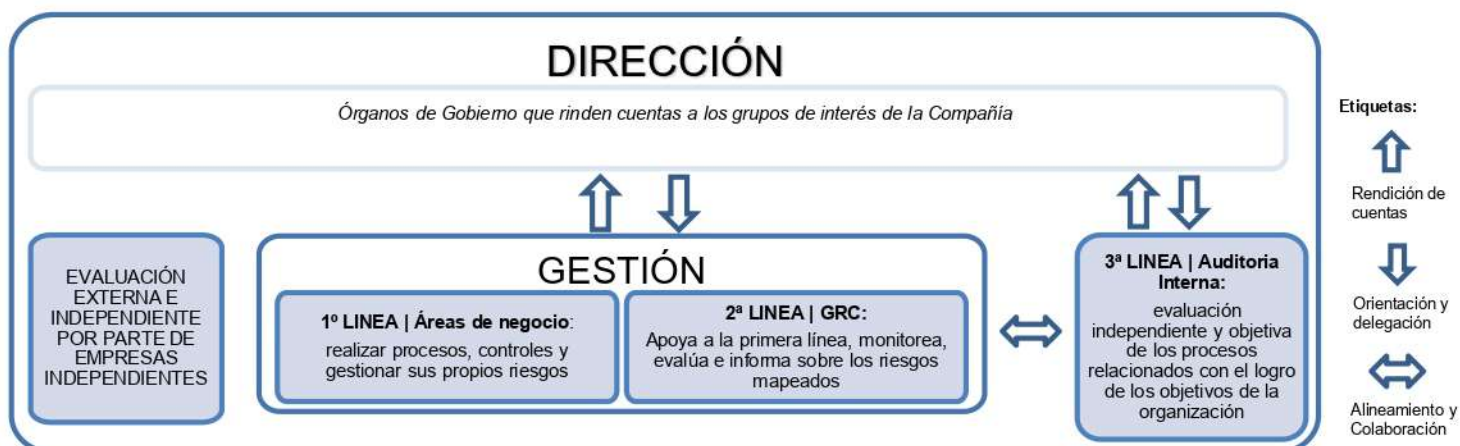 DIRECCIÓN
Órganos de Gobierno que rinden cuentas a los grupos de interés de la Compañía
EVALUACIÓN
EXTERNA E
INDEPENDIENTE
POR PARTE DE
EMPRESAS
INDEPENDIENTES
GESTIÓN
1º LINEA | Áreas de negocio:
realizar procesos, controles y
gestionar sus propios riesgos
2ª LINEA | GRC:
Apoya a la primera línea, monitorea,
evalúa e informa sobre los riesgos
mapeados
3ª LINEA | Auditoria
Interna:
evaluación
independiente y objetiva
de los procesos
relacionados con el logro
de los objetivos de la
organización
Etiquetas:
Rendición de
cuentas
Orientación y
delegación
Alineamiento y
Colaboración